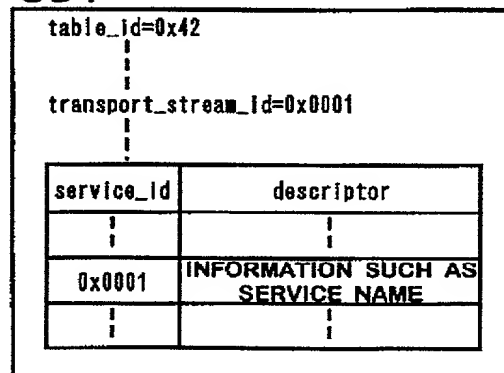 table_id=0x42
transport_stream_id=0x0001
service_id descriptor
0x0001 INFORMATION SUCH AS
SERVICE NAME